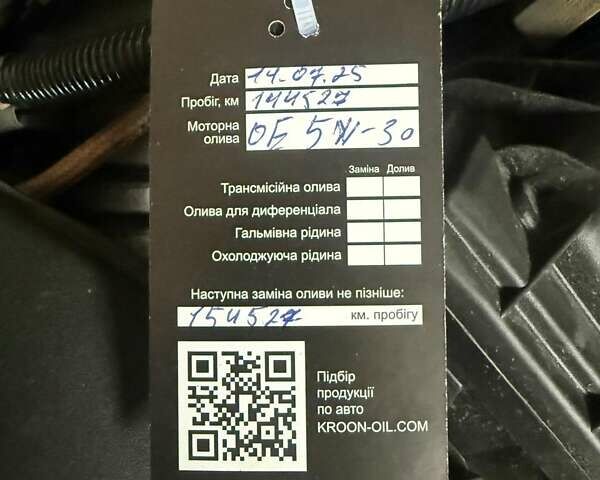 Дата 14.07.25
Пробіг, км 144527
Моторна олива OE 5W-30
Заміна Долив
Трансмісійна олива
Олива для диференціала
Гальмівна рідина
Охолоджуюча рідина
Наступна заміна оливи не пізніше:
154527 км. пробігу
Підбір
продукції
по авто
KROON-OIL.COM